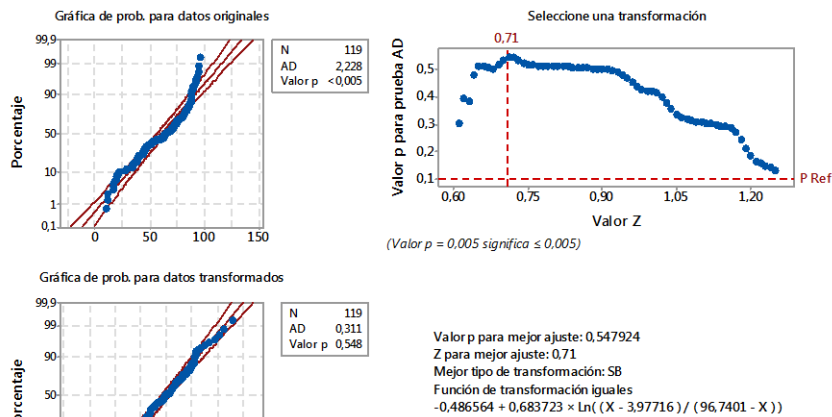 Gráfica de prob. para datos originales
99,9
99
90
50
10
1
0,1
Porcentaje
0 50 100 150
N 119
AD 2,228
Valor p <0,005
Seleccione una transformación
0,71
Valor p para prueba AD
0,5
0,4
0,3
0,2
0,1
P Ref
0,60 0,75 0,90 1,05 1,20
Valor Z
(Valor p = 0,005 significa ≤ 0,005)
Gráfica de prob. para datos transformados
99,9
99
90
50
N 119
AD 0,311
Valor p 0,548
Valor p para mejor ajuste: 0,547924
Z para mejor ajuste: 0,71
Mejor tipo de transformación: SB
Función de transformación iguales
-0,486564 + 0,683723 × Ln( ( X - 3,97716 ) / ( 96,7401 - X ) )